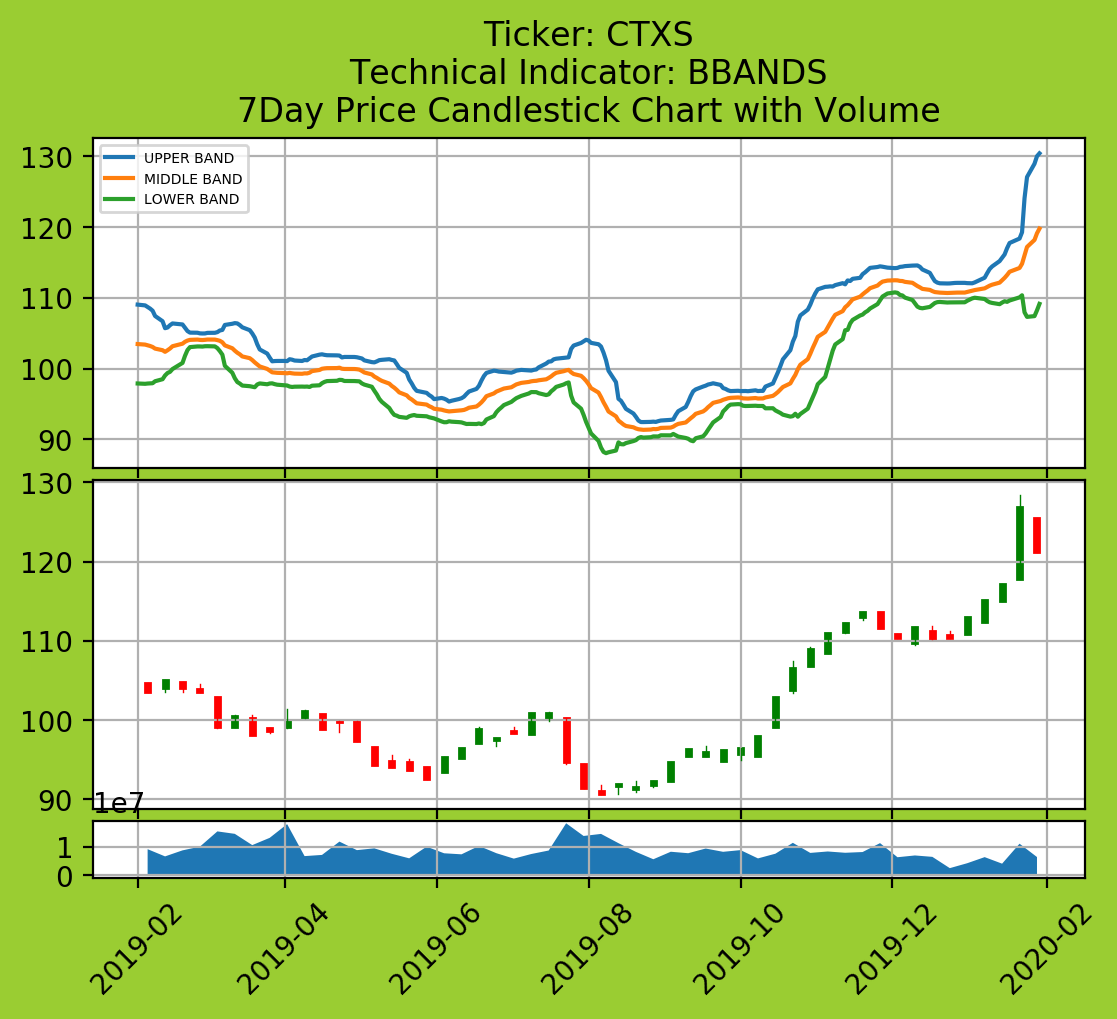 Ticker: CTXS
Technical Indicator: BBANDS
7Day Price Candlestick Chart with Volume
UPPER BAND
MIDDLE BAND
LOWER BAND
130
120
110
100
90
130
120
110
100
90
1e7
1
0
2019-02
2019-04
2019-06
2019-08
2019-10
2019-12
2020-02